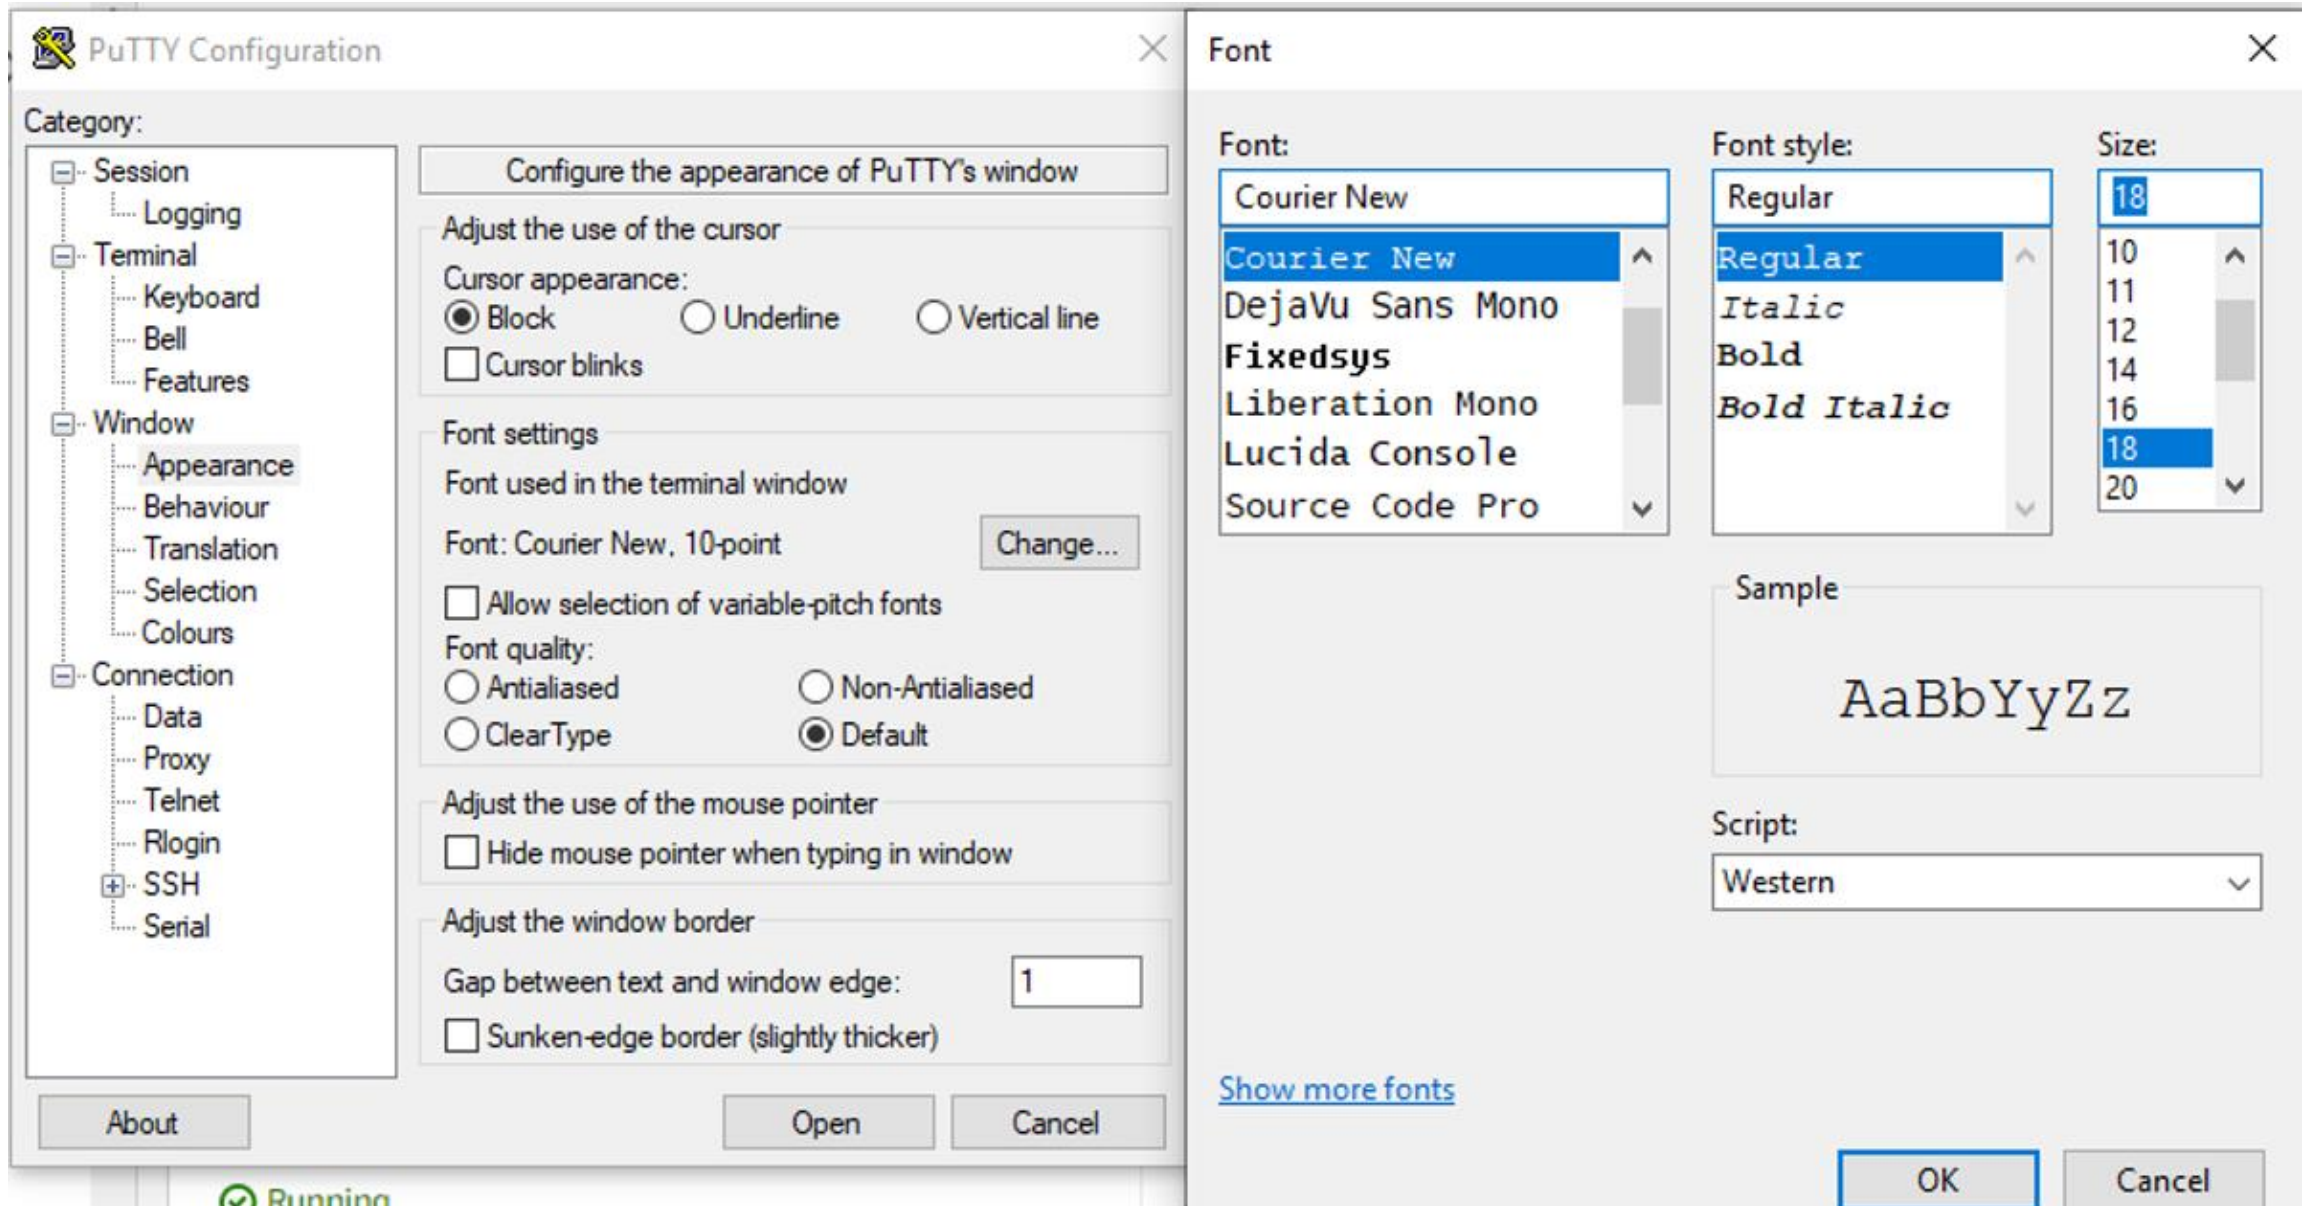 PuTTY Configuration
Category:
Session
Logging
Terminal
Keyboard
Bell
Features
Window
Appearance
Behaviour
Translation
Selection
Colours
Connection
Data
Proxy
Telnet
Rlogin
SSH
Serial
Configure the appearance of PuTTY's window
Adjust the use of the cursor
Cursor appearance:
Block Underline Vertical line
Cursor blinks
Font settings
Font used in the terminal window
Font: Courier New, 10-point Change...
Allow selection of variable-pitch fonts
Font quality:
Antialiased Non-Antialiased
ClearType Default
Adjust the use of the mouse pointer
Hide mouse pointer when typing in window
Adjust the window border
Gap between text and window edge: 1
Sunken-edge border (slightly thicker)
About Open Cancel
Running
Font
Font:
Courier New
Courier New
DejaVu Sans Mono
Fixedsys
Liberation Mono
Lucida Console
Source Code Pro
Font style:
Regular
Regular
Italic
Bold
Bold Italic
Size:
18
10
11
12
14
16
18
20
Sample
AaBbYyZz
Script:
Western
Show more fonts
OK Cancel